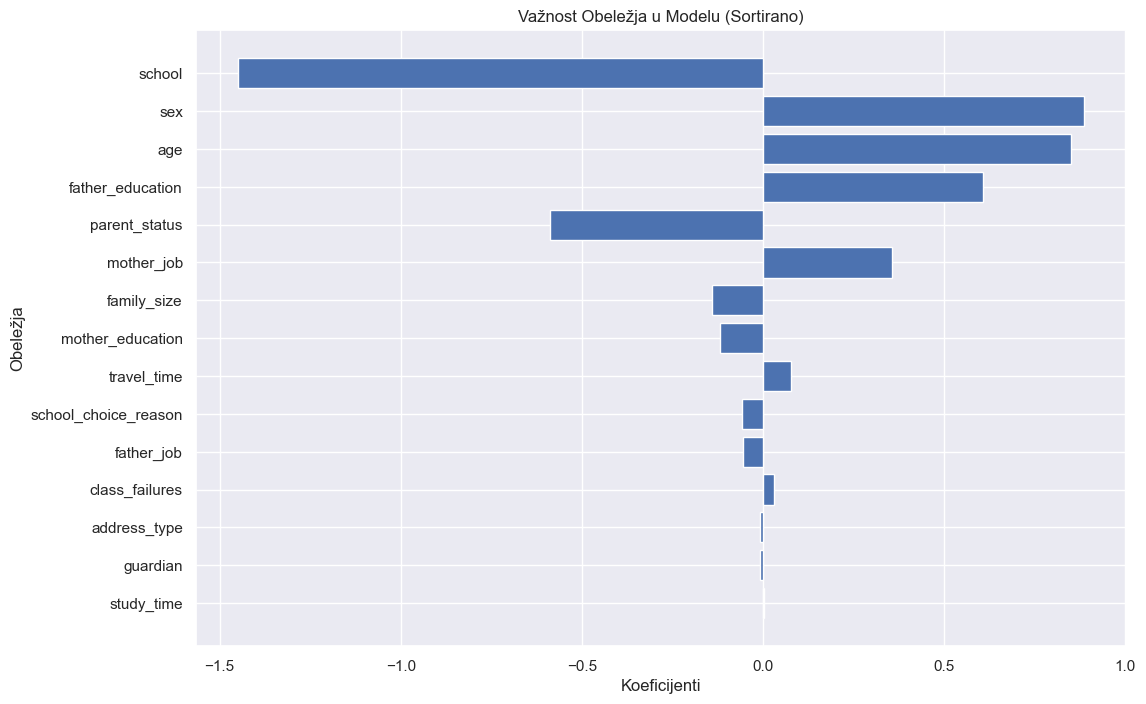 Važnost Obeležja u Modelu (Sortirano)
Obeležja
school
sex
age
father_education
parent_status
mother_job
family_size
mother_education
travel_time
school_choice_reason
father_job
class_failures
address_type
guardian
study_time
−1.5 −1.0 −0.5 0.0 0.5 1.0
Koeficijenti